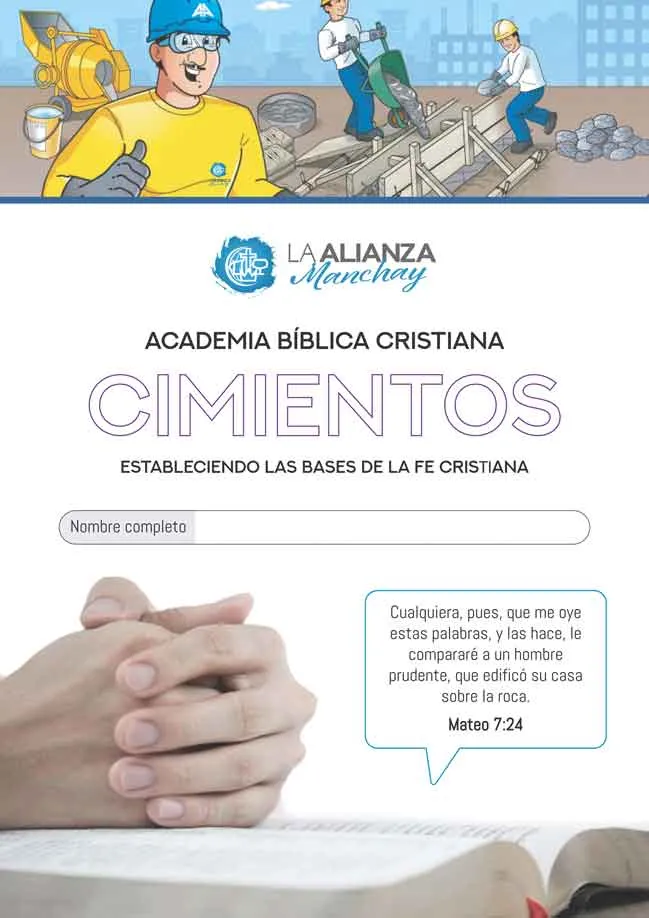 LA ALIANZA
Manchay
ACADEMIA BÍBLICA CRISTIANA
CIMIENTOS
ESTABLECIENDO LAS BASES DE LA FE CRISTIANA
Nombre completo
Cualquiera, pues, que me oye
estas palabras, y las hace, le
compararé a un hombre
prudente, que edificó su casa
sobre la roca.
Mateo 7:24